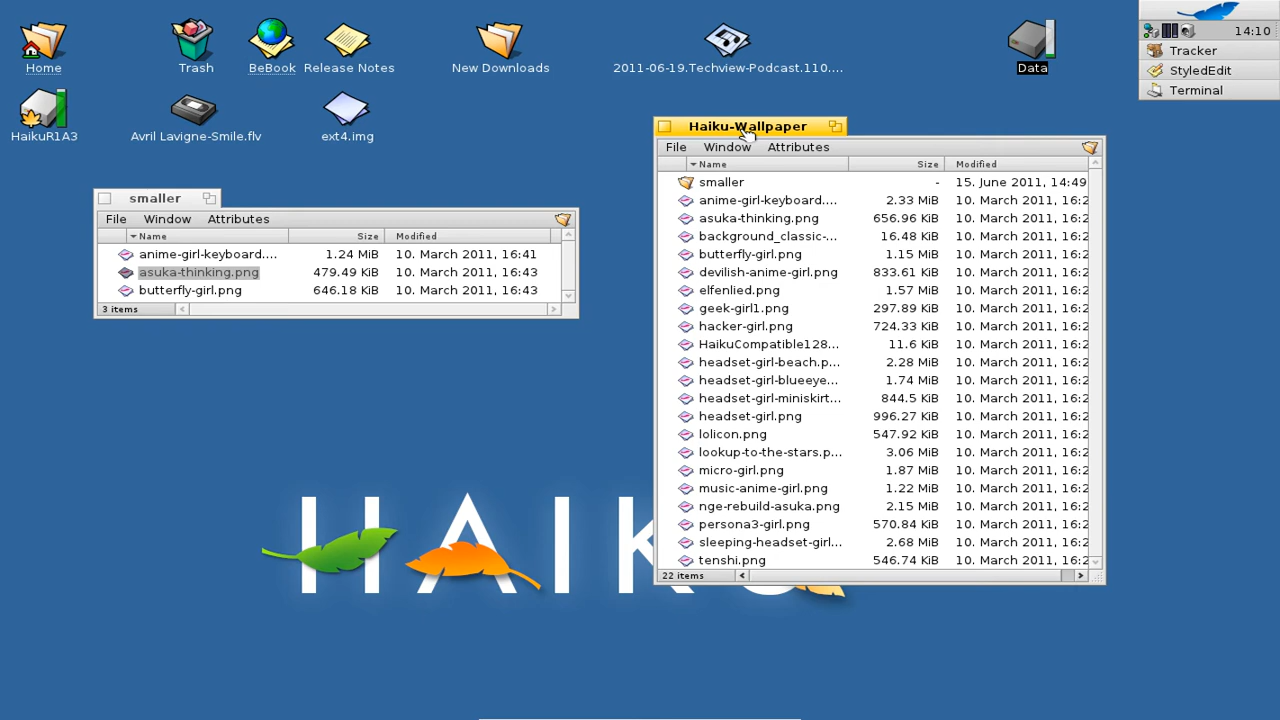 Home
Trash
BeBook
Release Notes
New Downloads
2011-06-19.Techview-Podcast.110....
Data
14:10
Tracker
StyledEdit
Terminal
HaikuR1A3
Avril Lavigne-Smile.flv
ext4.img
smaller
File Window Attributes
Name Size Modified
anime-girl-keyboard.... 1.24 MiB 10. March 2011, 16:41
asuka-thinking.png 479.49 KiB 10. March 2011, 16:43
butterfly-girl.png 646.18 KiB 10. March 2011, 16:43
3 items
Haiku-Wallpaper
File Window Attributes
Name Size Modified
smaller - 15. June 2011, 14:49
anime-girl-keyboard.... 2.33 MiB 10. March 2011, 16:2
asuka-thinking.png 656.96 KiB 10. March 2011, 16:2
background_classic-... 16.48 KiB 10. March 2011, 16:2
butterfly-girl.png 1.15 MiB 10. March 2011, 16:2
devilish-anime-girl.png 833.61 KiB 10. March 2011, 16:2
elfenlied.png 1.57 MiB 10. March 2011, 16:2
geek-girl1.png 297.89 KiB 10. March 2011, 16:2
hacker-girl.png 724.33 KiB 10. March 2011, 16:2
HaikuCompatible128... 11.6 KiB 10. March 2011, 16:2
headset-girl-beach.p... 2.28 MiB 10. March 2011, 16:2
headset-girl-blueeye... 1.74 MiB 10. March 2011, 16:2
headset-girl-miniskirt... 844.5 KiB 10. March 2011, 16:2
headset-girl.png 996.27 KiB 10. March 2011, 16:2
lolicon.png 547.92 KiB 10. March 2011, 16:2
lookup-to-the-stars.p... 3.06 MiB 10. March 2011, 16:2
micro-girl.png 1.87 MiB 10. March 2011, 16:2
music-anime-girl.png 1.22 MiB 10. March 2011, 16:2
nge-rebuild-asuka.png 2.15 MiB 10. March 2011, 16:2
persona3-girl.png 570.84 KiB 10. March 2011, 16:2
sleeping-headset-girl... 2.68 MiB 10. March 2011, 16:2
tenshi.png 546.74 KiB 10. March 2011, 16:2
22 items
HAIK